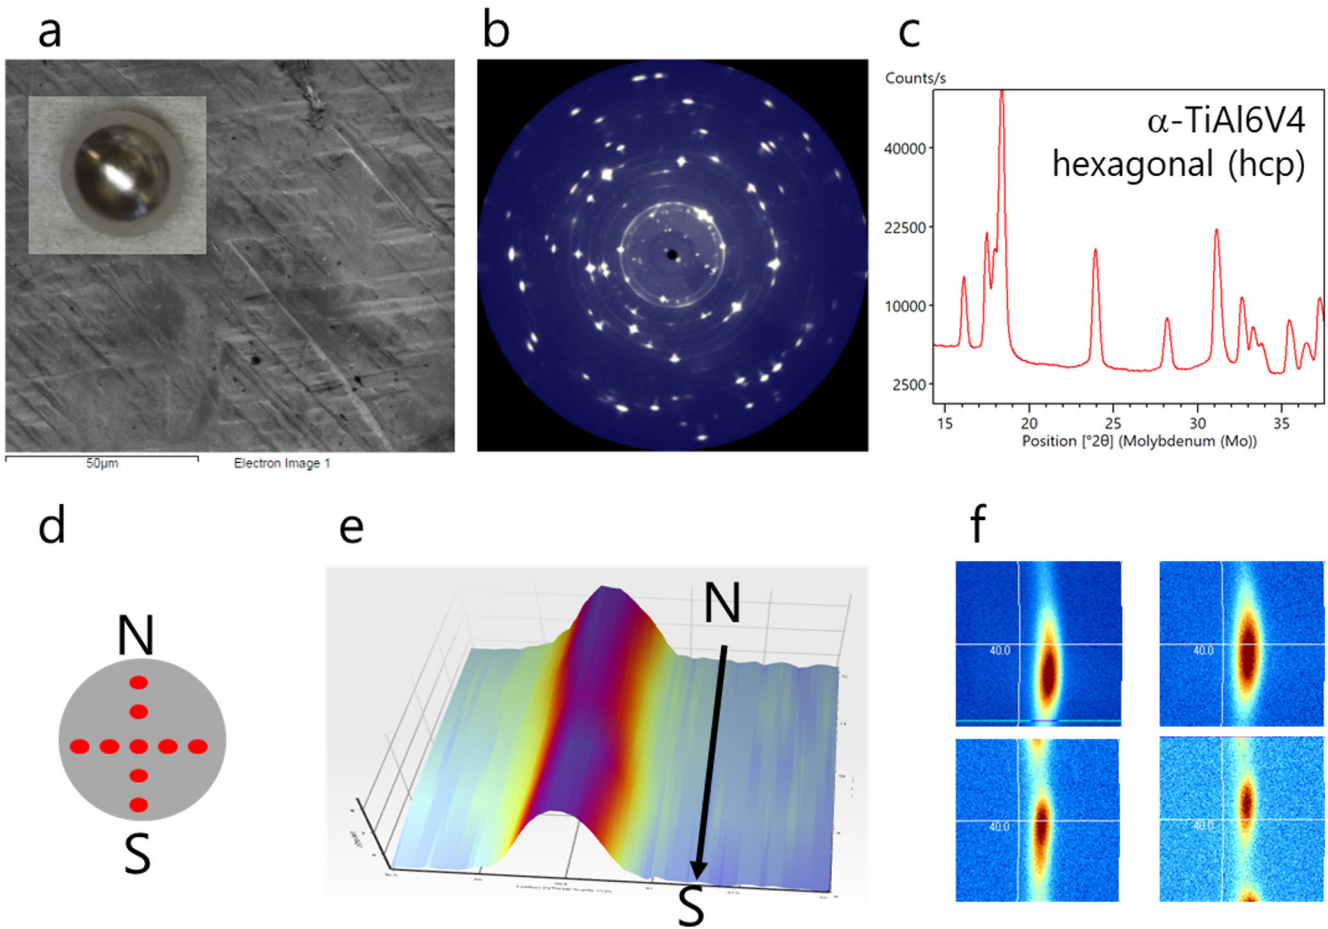 a
b
c
Counts/s
α-TiAl6V4
hexagonal (hcp)
40000
22500
10000
2500
15
20
25
30
35
Position [°2θ] (Molybdenum (Mo))
50μm
Electron Image 1
d
e
f
N
S
N
S
40.0
40.0
40.0
40.0